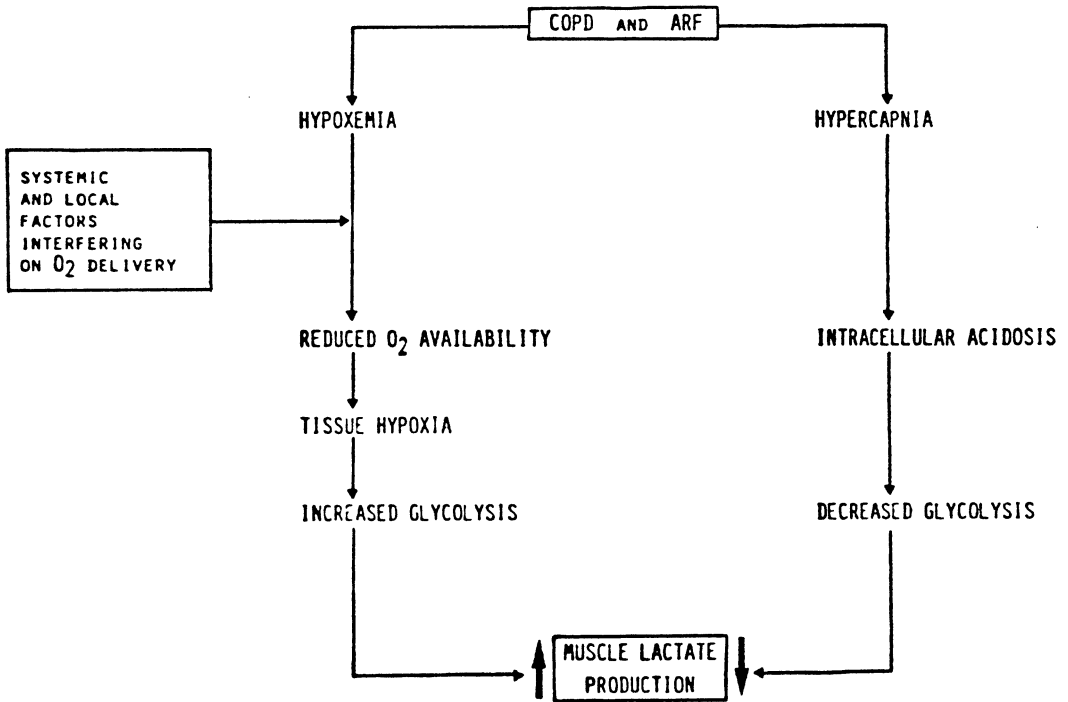 COPD AND ARF
HYPOXEMIA
HYPERCAPNIA
SYSTEMIC
AND LOCAL
FACTORS
INTERFERING
ON O2 DELIVERY
REDUCED O2 AVAILABILITY
INTRACELLULAR ACIDOSIS
TISSUE HYPOXIA
INCREASED GLYCOLYSIS
DECREASED GLYCOLYSIS
MUSCLE LACTATE
PRODUCTION